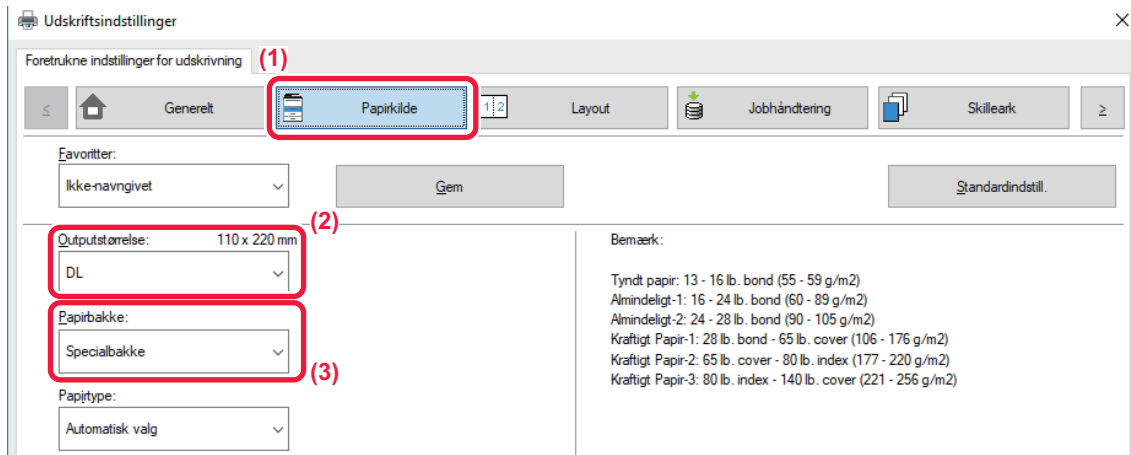 Udskriftsindstillinger
Foretrukne indstillinger for udskrivning
(1)
≤ Generelt Papirkilde 1 2 Layout Jobhåndtering Skilleark ≥
Favoritter:
Ikke-navngivet Gem Standardindstill.
(2)
Outputstørrelse: 110 x 220 mm
DL
Papirbakke:
Specialbakke
(3)
Papirtype:
Automatisk valg
Bemærk:
Tyndt papir: 13 - 16 lb. bond (55 - 59 g/m2)
Almindeligt-1: 16 - 24 lb. bond (60 - 89 g/m2)
Almindeligt-2: 24 - 28 lb. bond (90 - 105 g/m2)
Kraftigt Papir-1: 28 lb. bond - 65 lb. cover (106 - 176 g/m2)
Kraftigt Papir-2: 65 lb. cover - 80 lb. index (177 - 220 g/m2)
Kraftigt Papir-3: 80 lb. index - 140 lb. cover (221 - 256 g/m2)